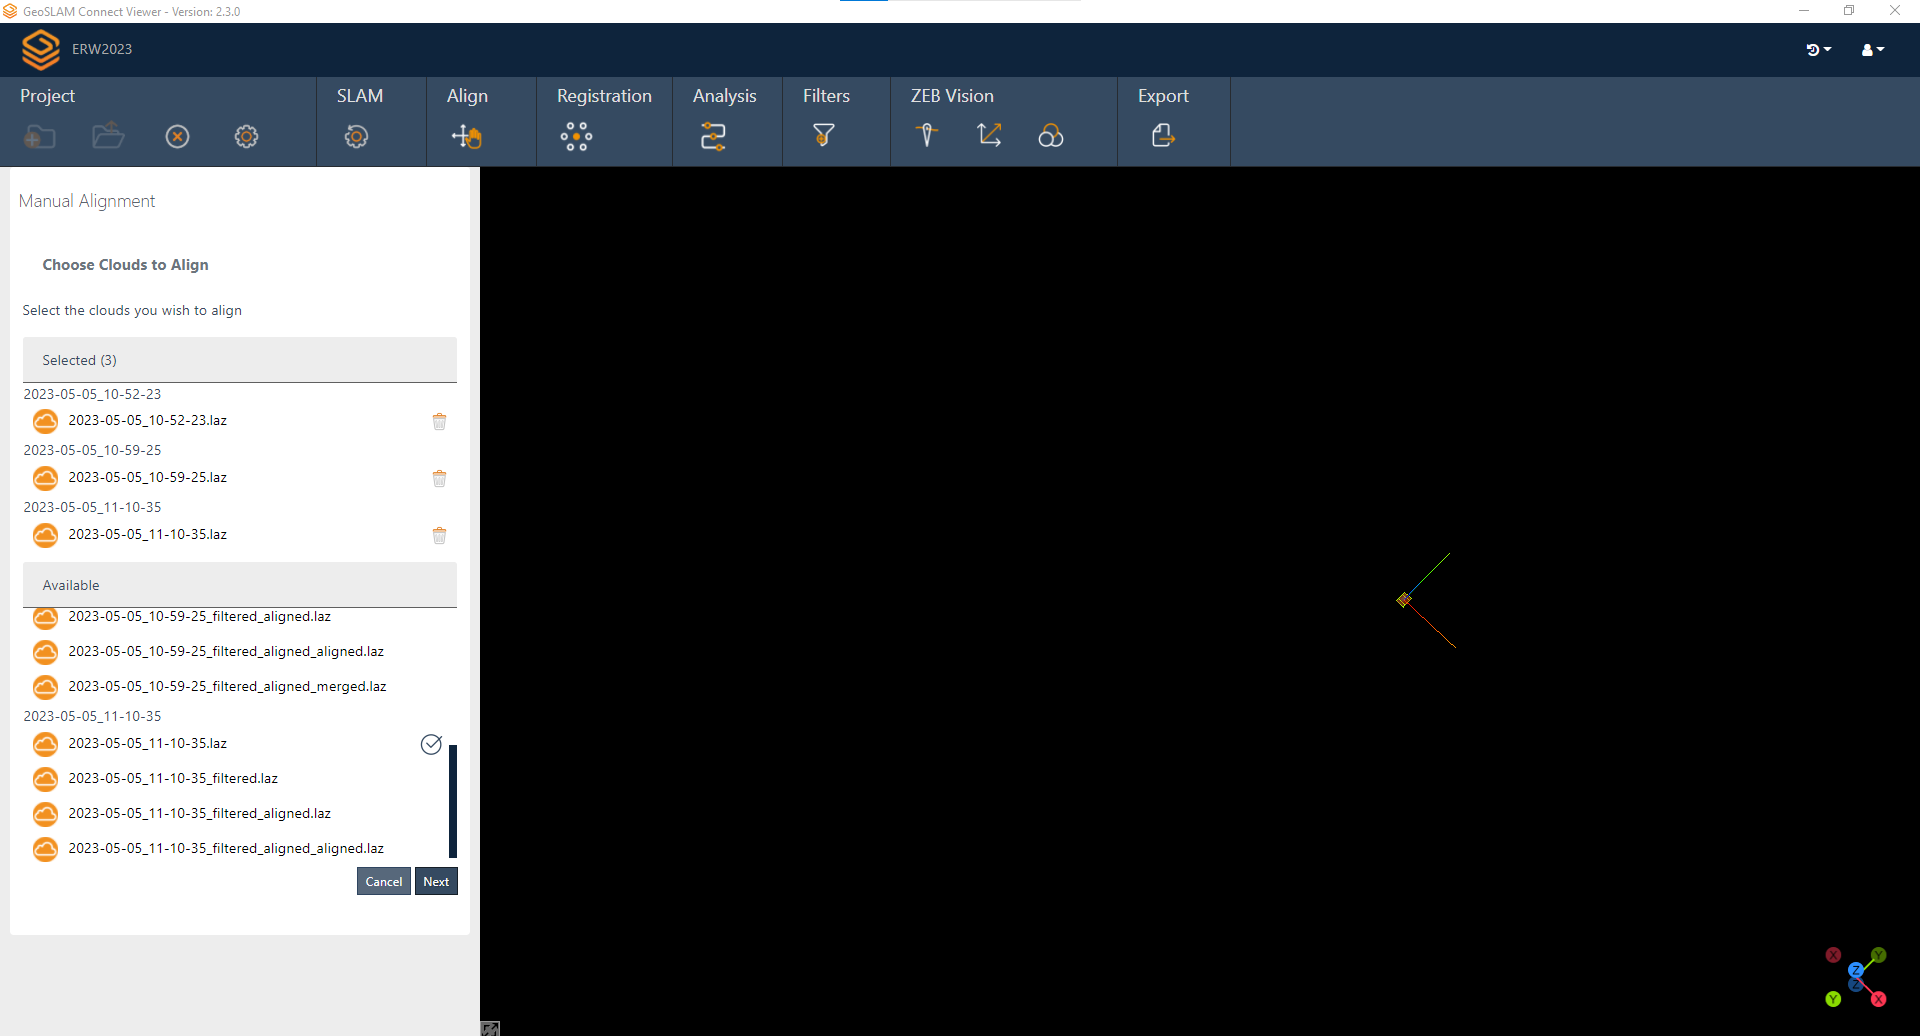 GeoSLAM Connect Viewer - Version: 2.3.0
ERW2023
Project
SLAM
Align
Registration
Analysis
Filters
ZEB Vision
Export
Manual Alignment
Choose Clouds to Align
Select the clouds you wish to align
Selected (3)
2023-05-05_10-52-23
2023-05-05_10-52-23.laz
2023-05-05_10-59-25
2023-05-05_10-59-25.laz
2023-05-05_11-10-35
2023-05-05_11-10-35.laz
Available
2023-05-05_10-59-25_filtered_aligned.laz
2023-05-05_10-59-25_filtered_aligned_aligned.laz
2023-05-05_10-59-25_filtered_aligned_merged.laz
2023-05-05_11-10-35
2023-05-05_11-10-35.laz
2023-05-05_11-10-35_filtered.laz
2023-05-05_11-10-35_filtered_aligned.laz
2023-05-05_11-10-35_filtered_aligned_aligned.laz
Cancel
Next
X
Y
Z
Z
Y
X